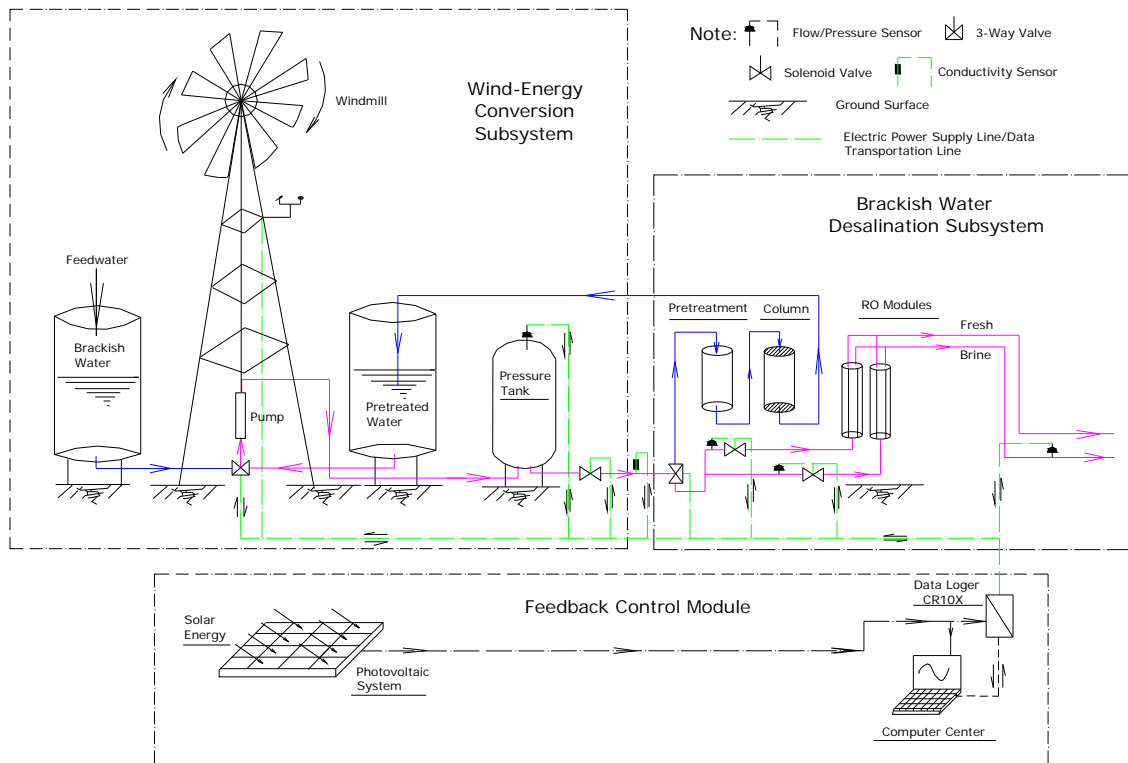 Note:
Flow/Pressure Sensor
3-Way Valve
Solenoid Valve
Conductivity Sensor
Ground Surface
Electric Power Supply Line/Data
Transportation Line
Wind-Energy
Conversion
Subsystem
Windmill
Feedwater
Brackish
Water
Pump
Pretreated
Water
Pressure
Tank
Brackish Water
Desalination Subsystem
Pretreatment
Column
RO Modules
Fresh
Brine
Feedback Control Module
Solar
Energy
Photovoltaic
System
Data Loger
CR10X
Computer Center